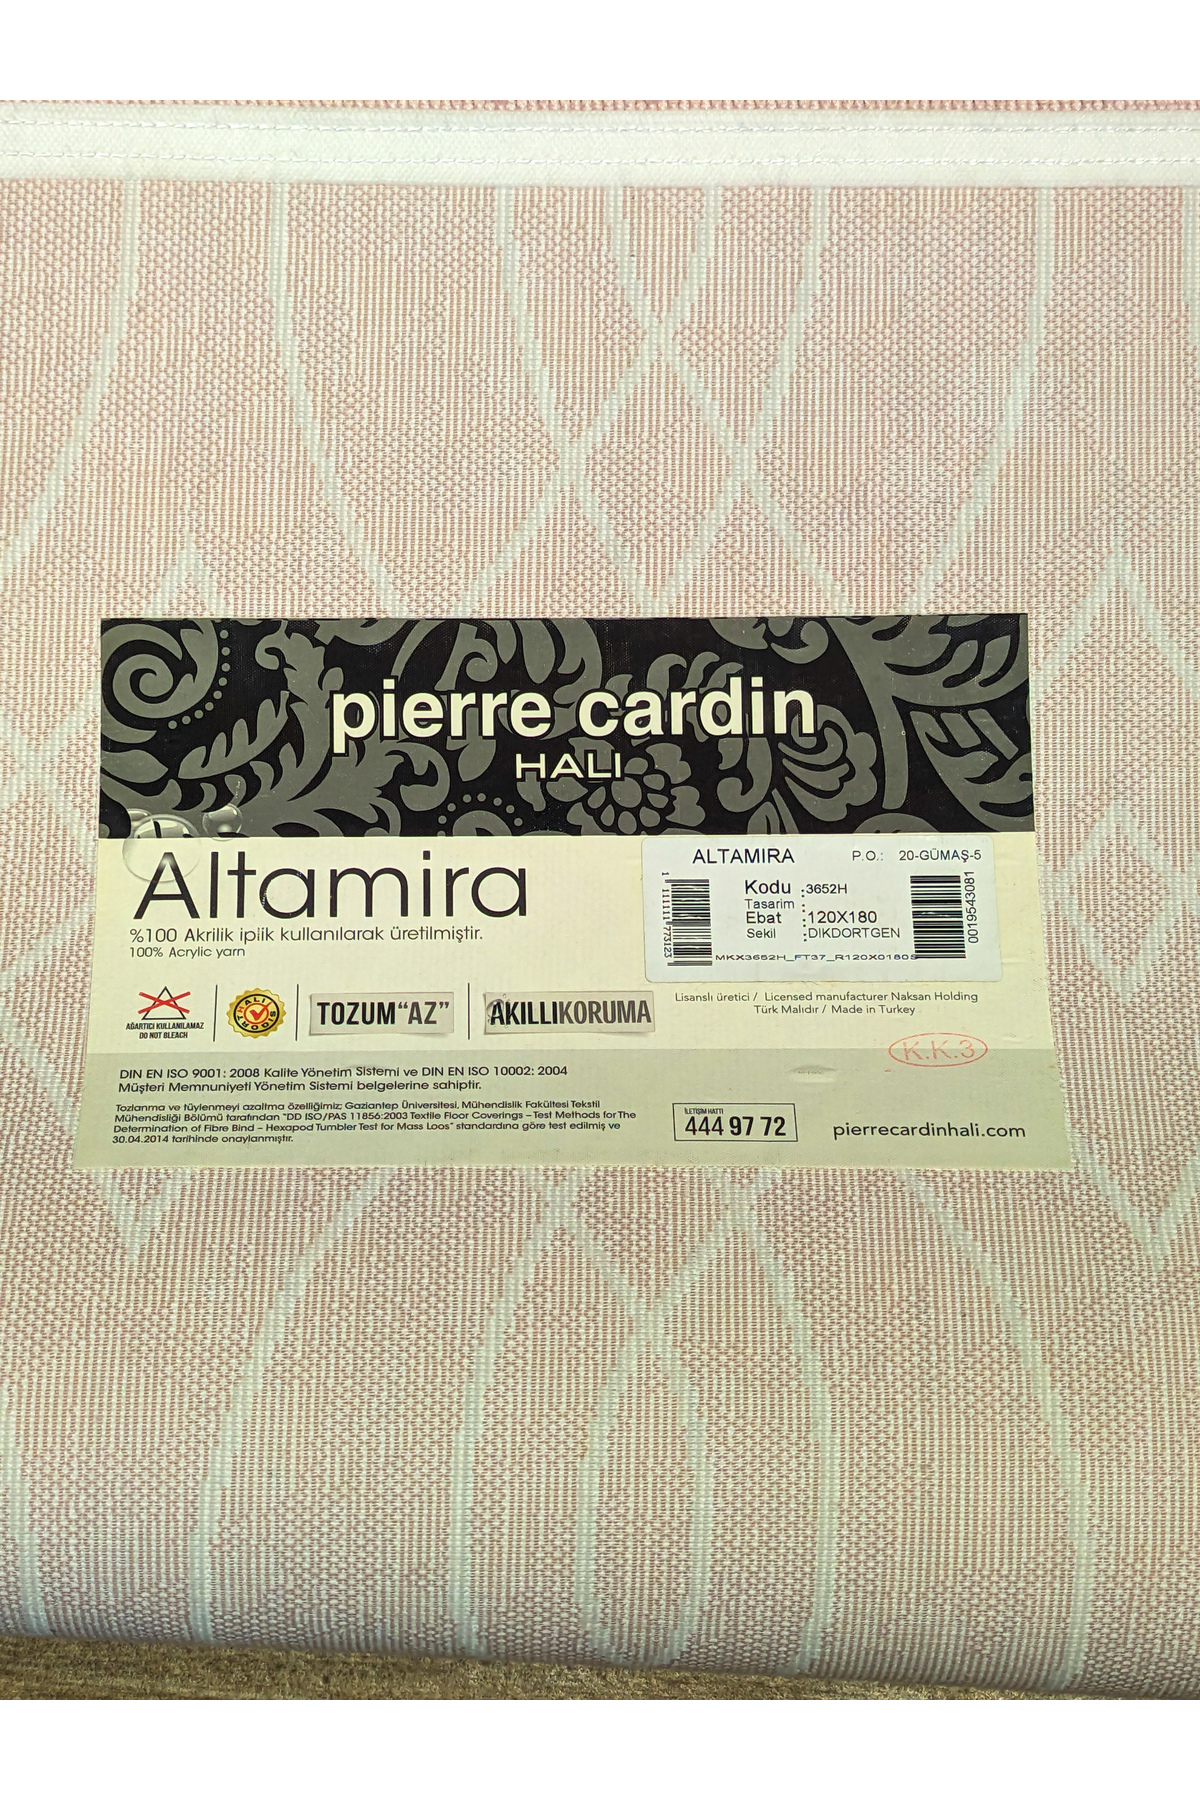 pierre cardin
HALI
Altamira
%100 Akrilik iplik kullanılarak üretilmiştir.
100% Acrylic yarn
ALTAMIRA P.O.: 20-GÜMAŞ-5
Kodu : 3652H
Tasarim :
Ebat : 120X180
Sekil : DIKDORTGEN
MKX3652H_FT37_R120X0180S
0019543081
AĞARTICI KULLANILAMAZ
DO NOT BLEACH
TOZUM“AZ”
AKILLIKORUMA
Lisanslı üretici / Licensed manufacturer Naksan Holding
Türk Malıdır / Made in Turkey
K.K.3
DIN EN ISO 9001: 2008 Kalite Yönetim Sistemi ve DIN EN ISO 10002: 2004
Müşteri Memnuniyeti Yönetim Sistemi belgelerine sahiptir.
Tozlanma ve tüylenmeyi azaltma özelliğimiz; Gaziantep Üniversitesi, Mühendislik Fakültesi Tekstil
Mühendisliği Bölümü tarafından “DD ISO/PAS 11856:2003 Textile Floor Coverings – Test Methods for The
Determination of Fibre Bind – Hexapod Tumbler Test for Mass Loos” standardına göre test edilmiş ve
30.04.2014 tarihinde onaylanmıştır.
İLETİŞİM HATTI
444 97 72
pierrecardinhali.com